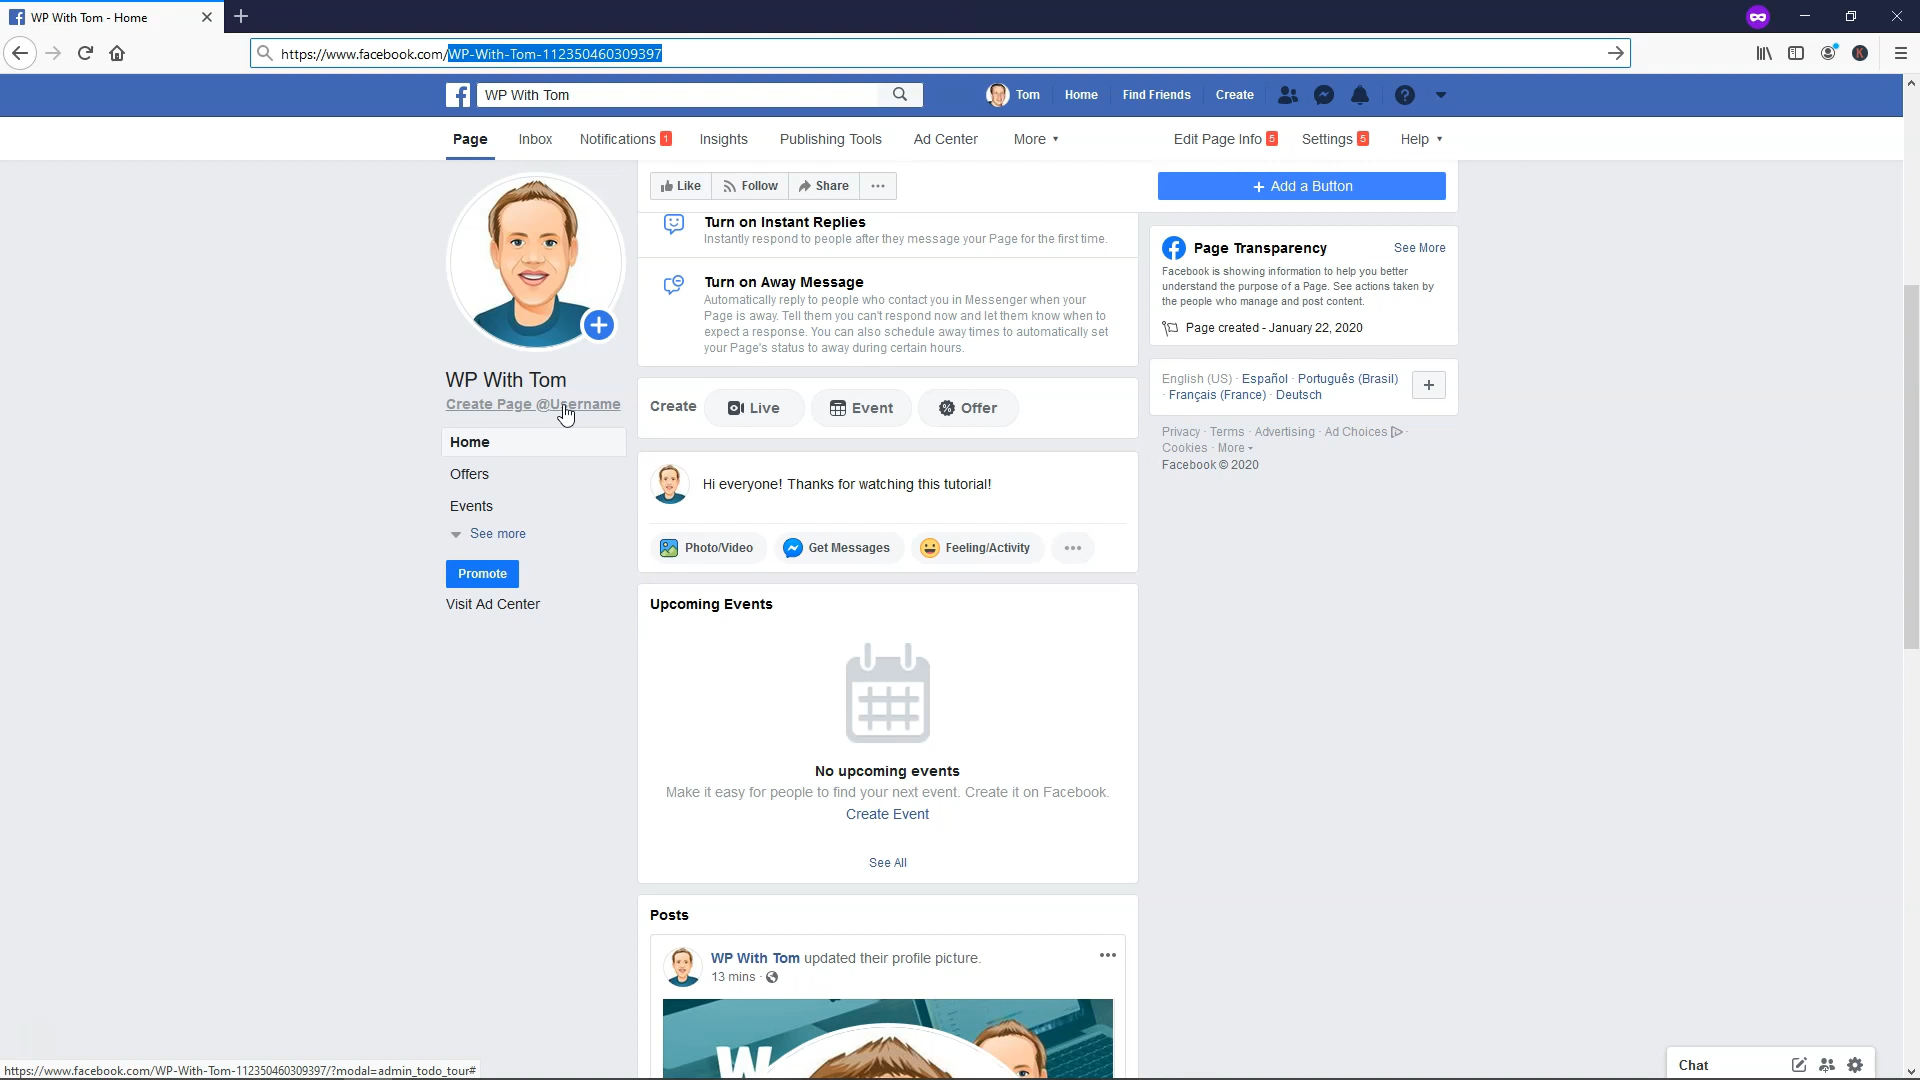 WP With Tom - Home
https://www.facebook.com/WP-With-Tom-112350460309397
K
WP With Tom
Tom
Home
Find Friends
Create
Page
Inbox
Notifications 1
Insights
Publishing Tools
Ad Center
More
Edit Page Info 5
Settings 5
Help
Like
Follow
Share
+ Add a Button
WP With Tom
Create Page @Username
Home
Offers
Events
See more
Promote
Visit Ad Center
Turn on Instant Replies
Instantly respond to people after they message your Page for the first time.
Turn on Away Message
Automatically reply to people who contact you in Messenger when your
Page is away. Tell them you can't respond now and let them know when to
expect a response. You can also schedule away times to automatically set
your Page's status to away during certain hours.
Create
Live
Event
Offer
Hi everyone! Thanks for watching this tutorial!
Photo/Video
Get Messages
Feeling/Activity
Upcoming Events
No upcoming events
Make it easy for people to find your next event. Create it on Facebook.
Create Event
See All
Posts
WP With Tom updated their profile picture.
13 mins ·
W
Page Transparency
See More
Facebook is showing information to help you better
understand the purpose of a Page. See actions taken by
the people who manage and post content.
Page created - January 22, 2020
English (US) · Español · Português (Brasil)
· Français (France) · Deutsch
Privacy · Terms · Advertising · Ad Choices ·
Cookies · More
Facebook © 2020
Chat
https://www.facebook.com/WP-With-Tom-112350460309397/?modal=admin_todo_tour#